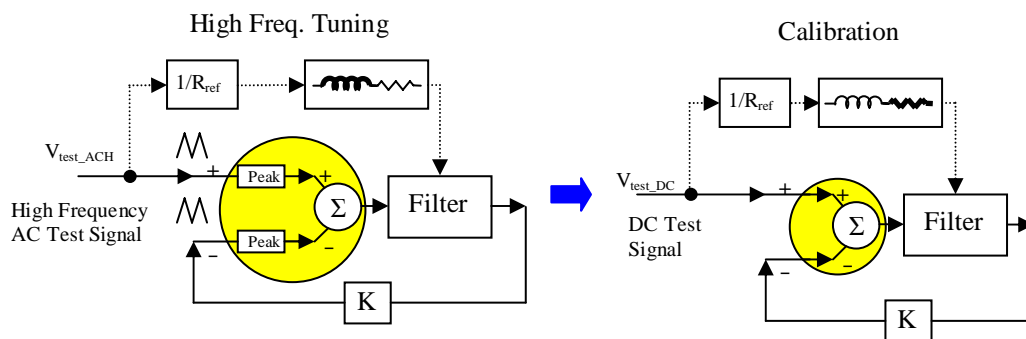 High Freq. Tuning
1/Rref
Vtest_ACH
+
Peak
+
Σ
Filter
High Frequency
AC Test Signal
Peak
−
−
K
Calibration
1/Rref
Vtest_DC
+
+
Σ
Filter
DC Test
Signal
−
−
K